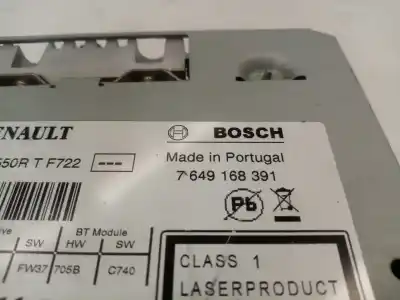 ENAULT
BOSCH
Made in Portugal
550R T F722 ---
7 649 168 391
Pb
BT Module
SW HW SW
FW37 705B C740
CLASS 1
LASERPRODUCT